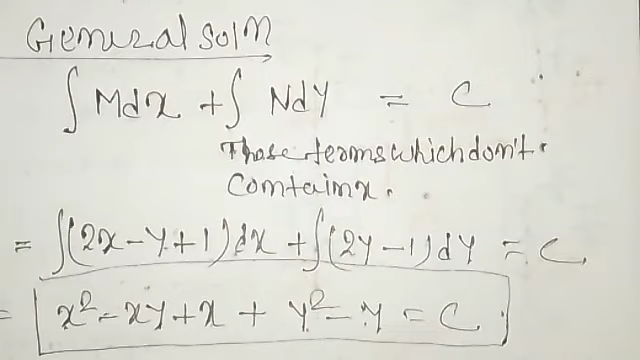 General solⁿ
∫ Mdx + ∫ Ndy = C
Those terms which don't
Contain x.
= ∫(2x-y+1)dx + ∫(2y-1)dy = C
= x² - xy + x + y² - y = C.